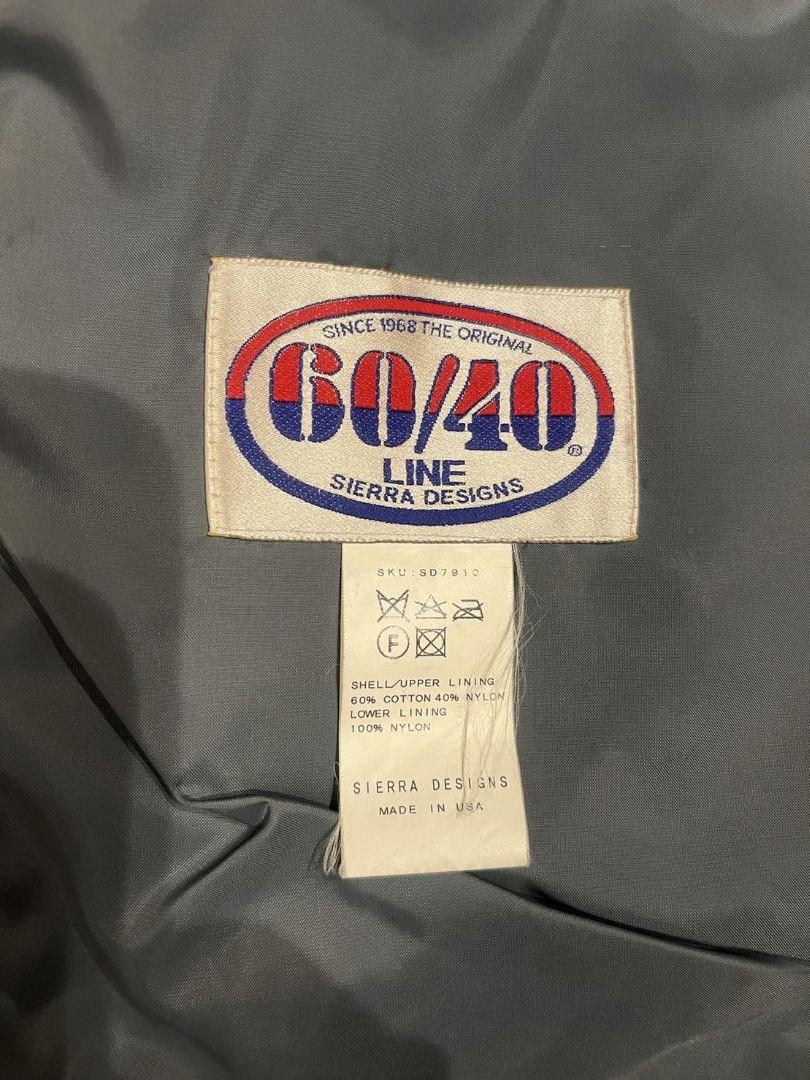 SINCE 1968 THE ORIGINAL
60/40
®
LINE
SIERRA DESIGNS
SKU:SD7910
F
SHELL/UPPER LINING
60% COTTON 40% NYLON
LOWER LINING
100% NYLON
SIERRA DESIGNS
MADE IN USA